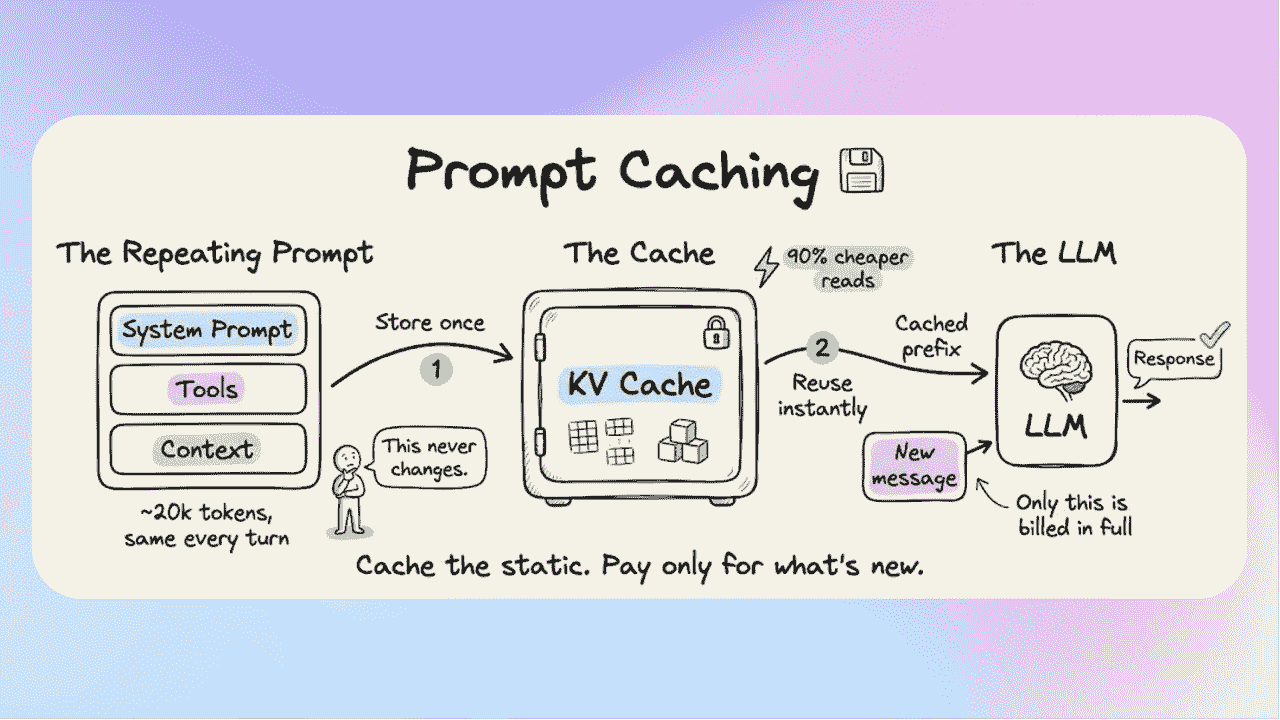 Prompt Caching
The Repeating Prompt
System Prompt
Tools
Context
~20k tokens,
same every turn
This never
changes.
Store once
1
The Cache
KV Cache
90% cheaper
reads
2
Reuse
instantly
Cached
prefix
The LLM
LLM
New
message
Only this is
billed in full
Response
Cache the static. Pay only for what's new.